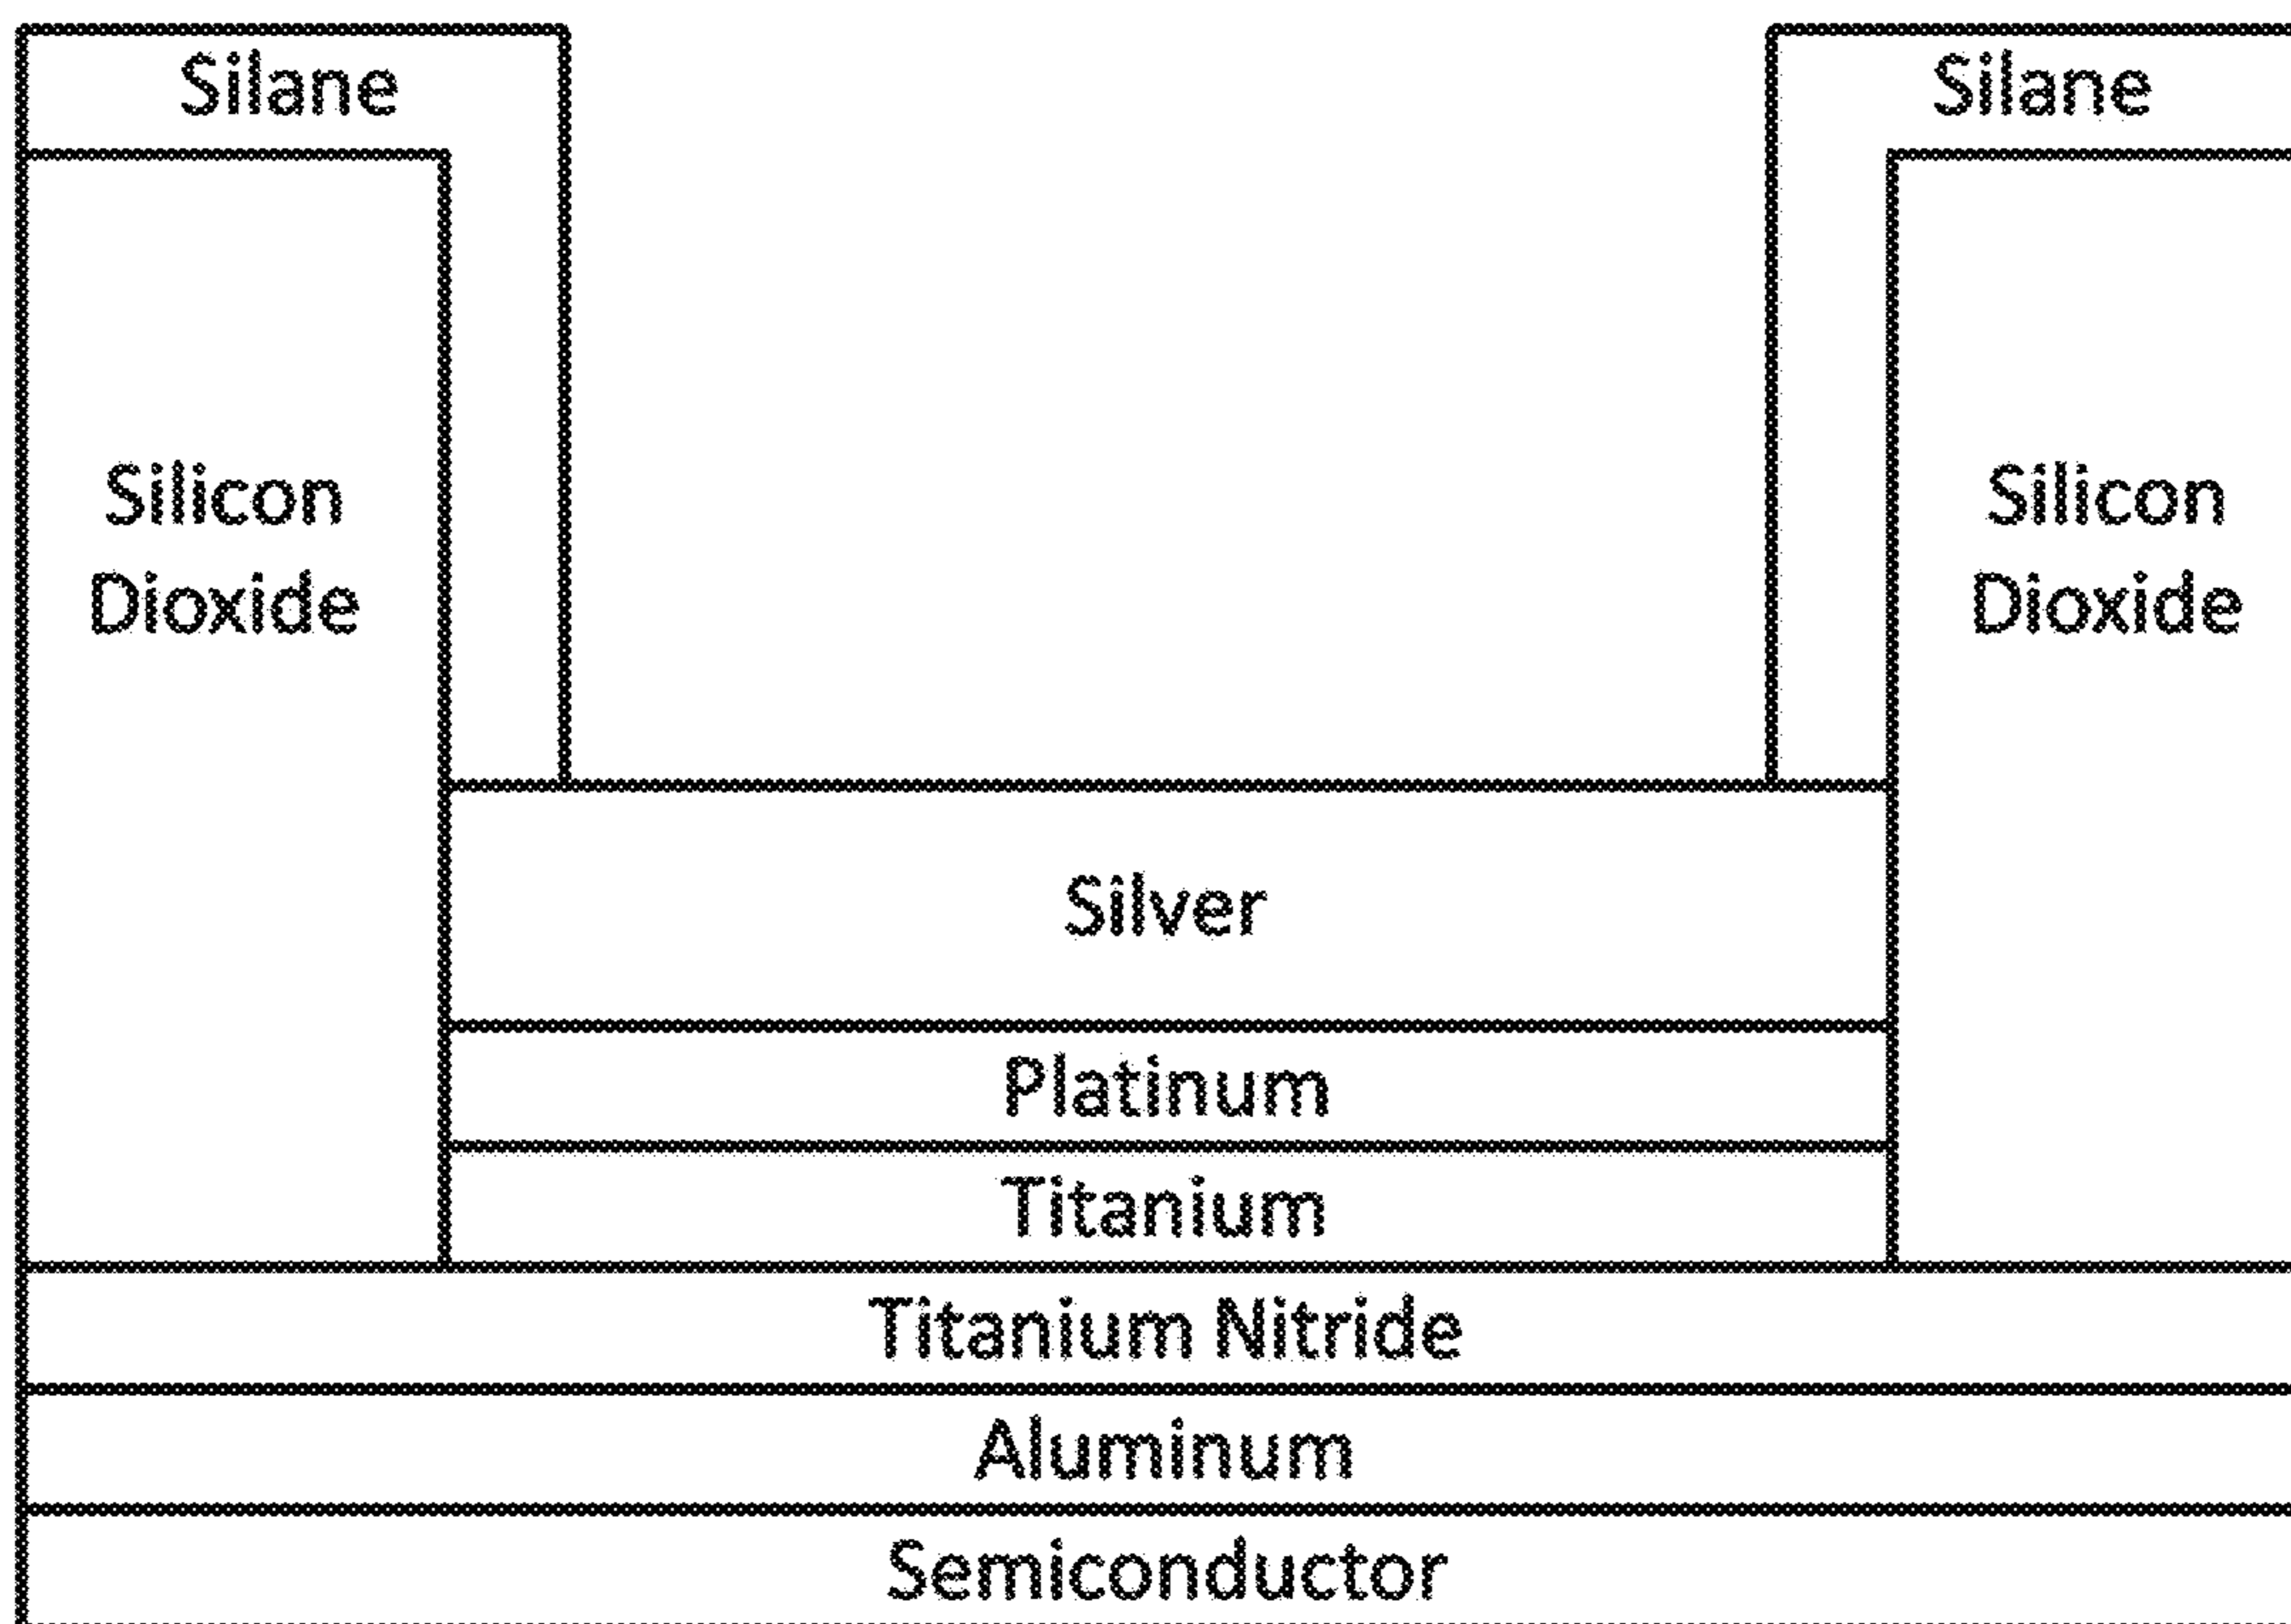 Silane
Silane
Silicon
Dioxide
Silicon
Dioxide
Silver
Platinum
Titanium
Titanium Nitride
Aluminum
Semiconductor